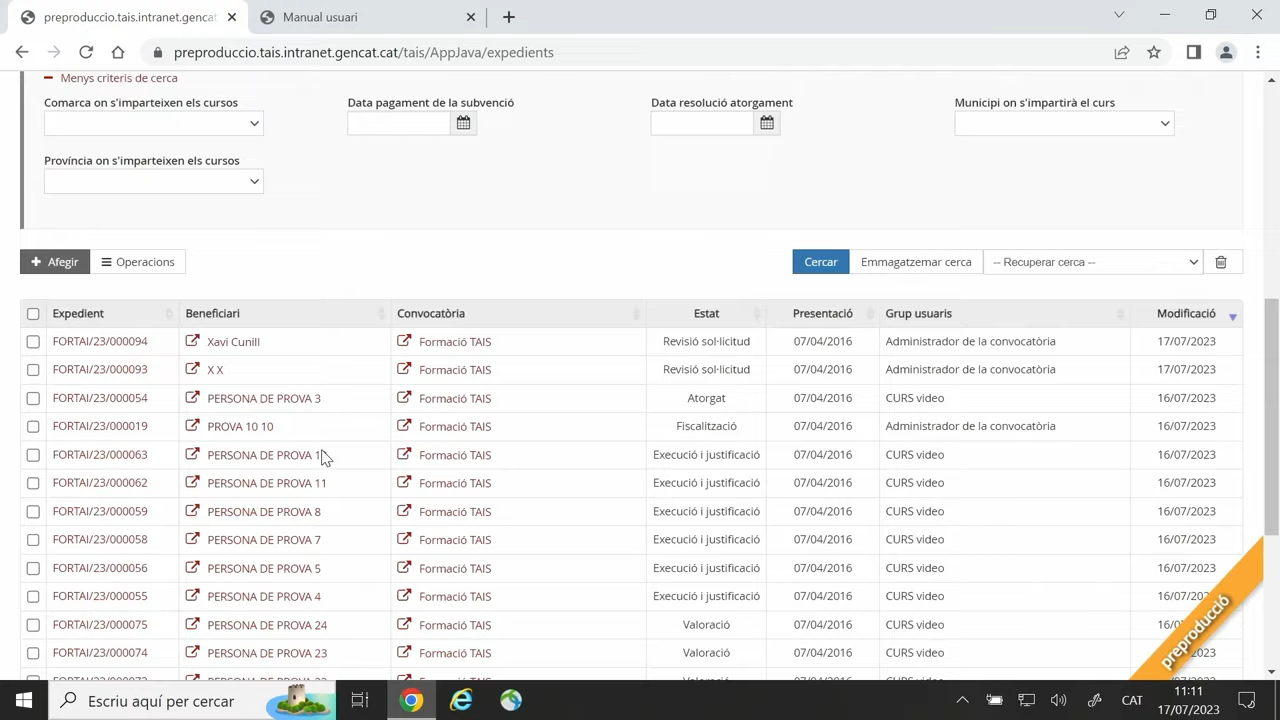 preproduccio.tais.intranet.gencat
Manual usuari
preproduccio.tais.intranet.gencat.cat/tais/AppJava/expedients
Menys criteris de cerca
Comarca on s'imparteixen els cursos
Data pagament de la subvenció
Data resolució atorgament
Municipi on s'impartirà el curs
Província on s'imparteixen els cursos
Afegir
Operacions
Cercar
Emmagatzemar cerca
-- Recuperar cerca --
Expedient Beneficiari Convocatòria Estat Presentació Grup usuaris Modificació
FORTAI/23/000094 Xavi Cunill Formació TAIS Revisió sol·licitud 07/04/2016 Administrador de la convocatòria 17/07/2023
FORTAI/23/000093 X X Formació TAIS Revisió sol·licitud 07/04/2016 Administrador de la convocatòria 17/07/2023
FORTAI/23/000054 PERSONA DE PROVA 3 Formació TAIS Atorgat 07/04/2016 CURS video 16/07/2023
FORTAI/23/000019 PROVA 10 10 Formació TAIS Fiscalització 07/04/2016 Administrador de la convocatòria 16/07/2023
FORTAI/23/000063 PERSONA DE PROVA Formació TAIS Execució i justificació 07/04/2016 CURS video 16/07/2023
FORTAI/23/000062 PERSONA DE PROVA 11 Formació TAIS Execució i justificació 07/04/2016 CURS video 16/07/2023
FORTAI/23/000059 PERSONA DE PROVA 8 Formació TAIS Execució i justificació 07/04/2016 CURS video 16/07/2023
FORTAI/23/000058 PERSONA DE PROVA 7 Formació TAIS Execució i justificació 07/04/2016 CURS video 16/07/2023
FORTAI/23/000056 PERSONA DE PROVA 5 Formació TAIS Execució i justificació 07/04/2016 CURS video 16/07/2023
FORTAI/23/000055 PERSONA DE PROVA 4 Formació TAIS Execució i justificació 07/04/2016 CURS video
FORTAI/23/000075 PERSONA DE PROVA 24 Formació TAIS Valoració 07/04/2016 CURS video
FORTAI/23/000074 PERSONA DE PROVA 23 Formació TAIS Valoració 07/04/2016 CURS video
preproducció
Escriu aquí per cercar
CAT
11:11
17/07/2023